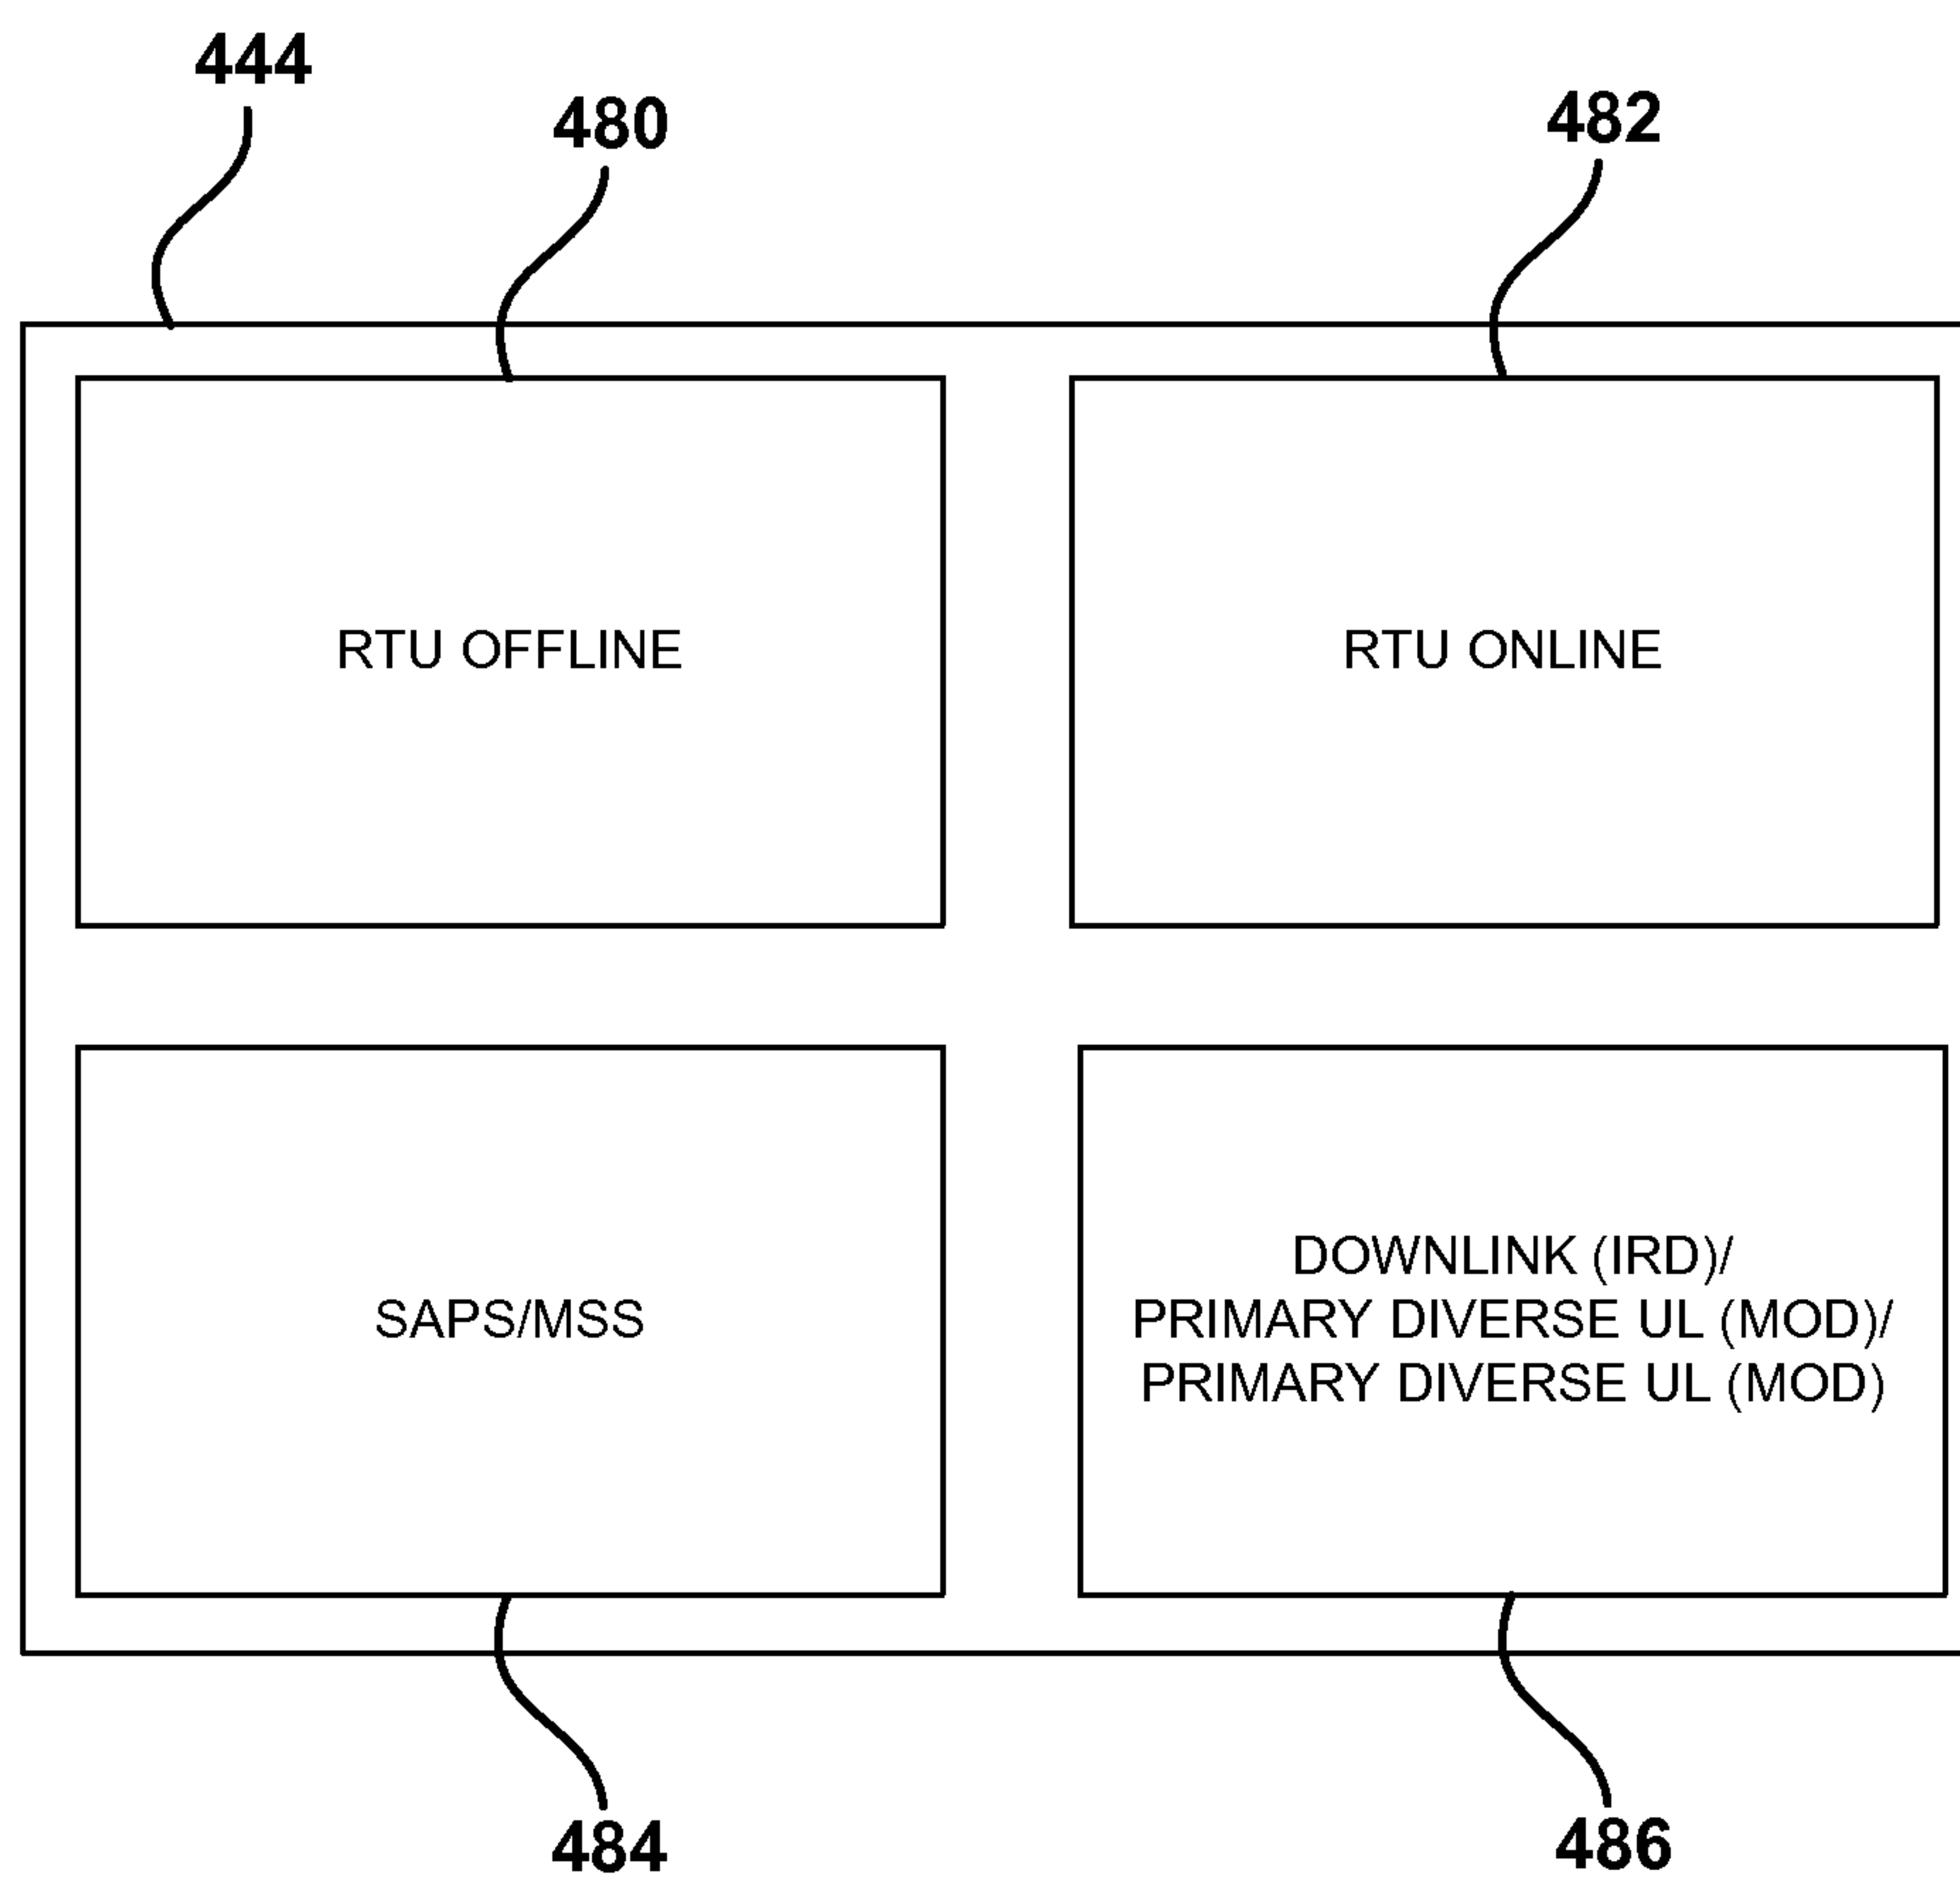 444
480
482
RTU OFFLINE
RTU ONLINE
SAPS/MSS
DOWNLINK (IRD)/
PRIMARY DIVERSE UL (MOD)/
PRIMARY DIVERSE UL (MOD)
484
486